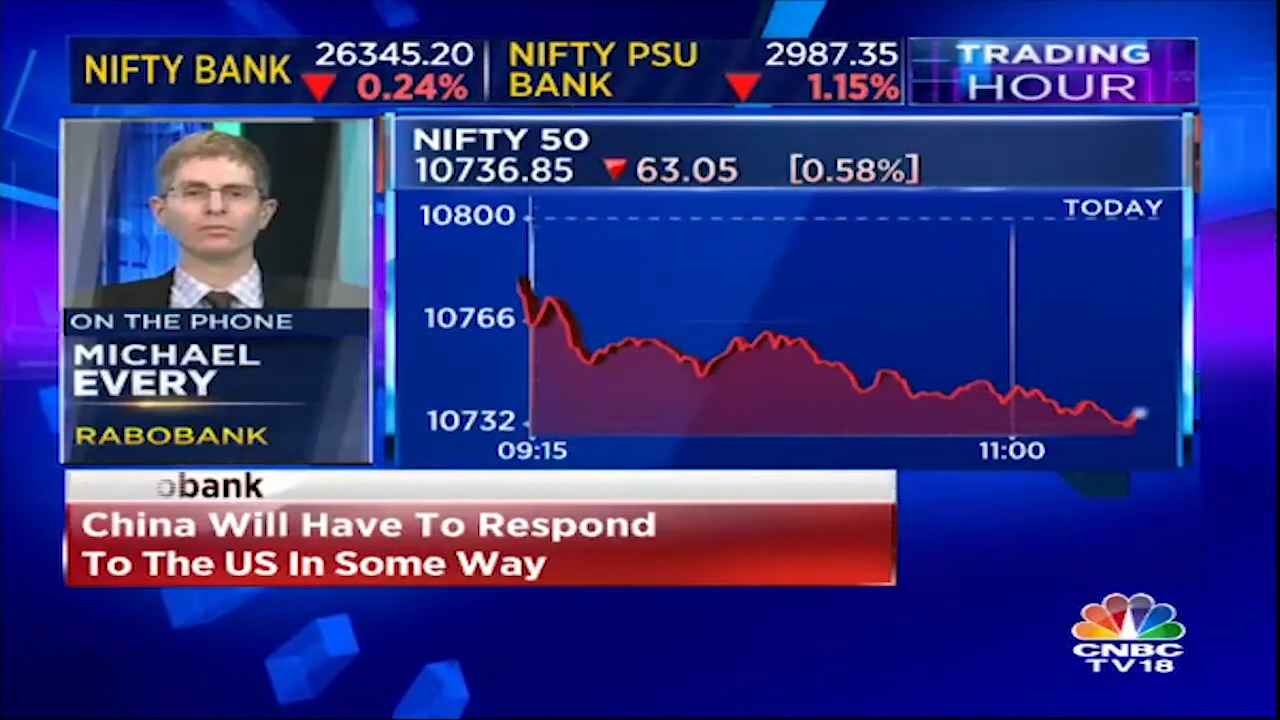 NIFTY BANK
26345.20
0.24%
NIFTY PSU
BANK
2987.35
1.15%
TRADING
HOUR
NIFTY 50
10736.85 63.05 [0.58%]
TODAY
10800
10766
10732
09:15 11:00
ON THE PHONE
MICHAEL
EVERY
RABOBANK
obank
China Will Have To Respond
To The US In Some Way
CNBC
TV18